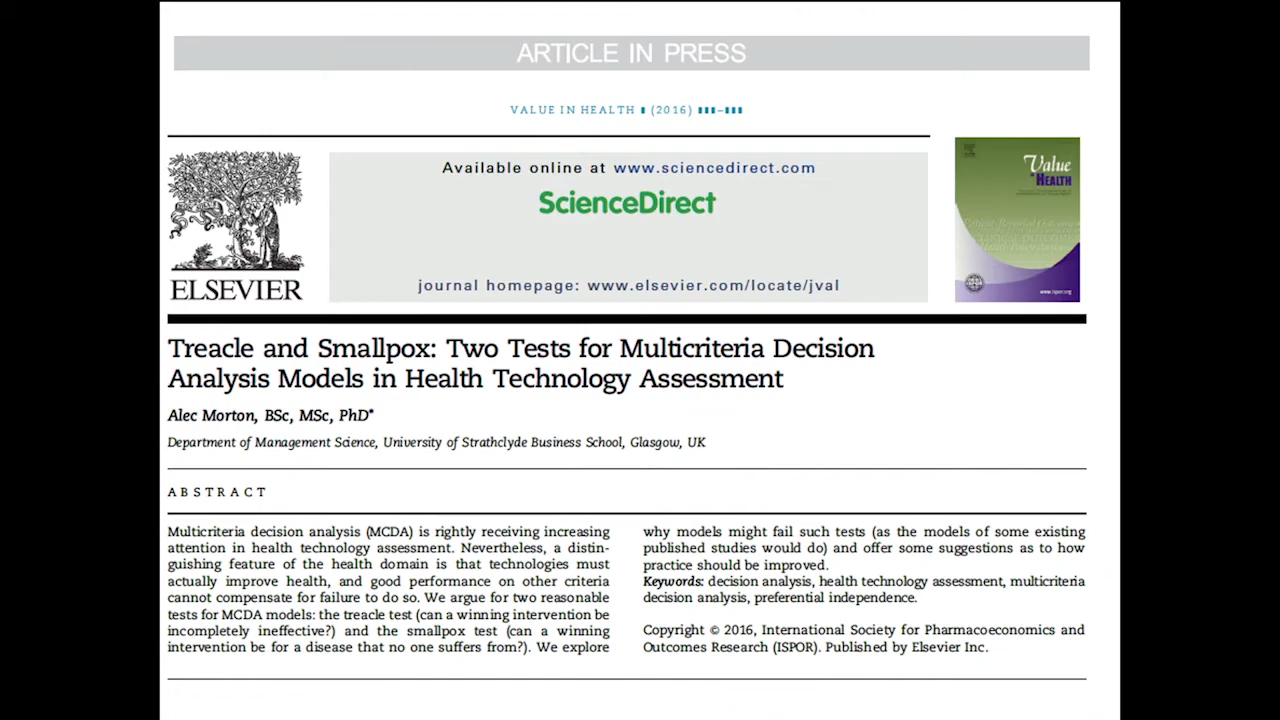 ARTICLE IN PRESS
VALUE IN HEALTH ▮ (2016) ▮▮▮–▮▮▮
Available online at www.sciencedirect.com
ScienceDirect
journal homepage: www.elsevier.com/locate/jval
ELSEVIER
Value
in HEALTH
www.ispor.org
Treacle and Smallpox: Two Tests for Multicriteria Decision
Analysis Models in Health Technology Assessment
Alec Morton, BSc, MSc, PhD*
Department of Management Science, University of Strathclyde Business School, Glasgow, UK
ABSTRACT
Multicriteria decision analysis (MCDA) is rightly receiving increasing
attention in health technology assessment. Nevertheless, a distin-
guishing feature of the health domain is that technologies must
actually improve health, and good performance on other criteria
cannot compensate for failure to do so. We argue for two reasonable
tests for MCDA models: the treacle test (can a winning intervention be
incompletely ineffective?) and the smallpox test (can a winning
intervention be for a disease that no one suffers from?). We explore
why models might fail such tests (as the models of some existing
published studies would do) and offer some suggestions as to how
practice should be improved.
Keywords: decision analysis, health technology assessment, multicriteria
decision analysis, preferential independence.
Copyright © 2016, International Society for Pharmacoeconomics and
Outcomes Research (ISPOR). Published by Elsevier Inc.